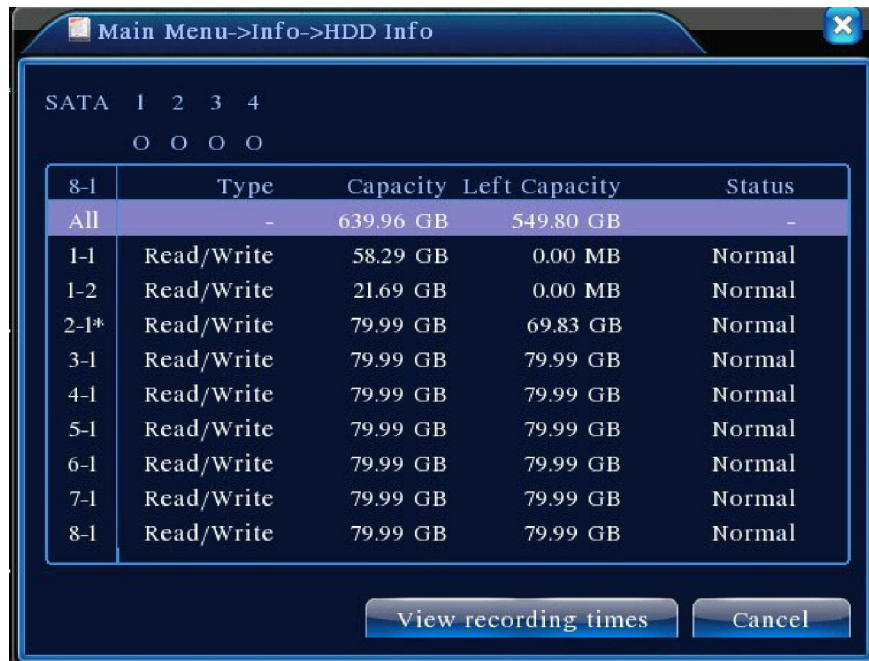 Main Menu->Info->HDD Info
SATA 1 2 3 4
O O O O
8-1 Type Capacity Left Capacity Status
All - 639.96 GB 549.80 GB -
1-1 Read/Write 58.29 GB 0.00 MB Normal
1-2 Read/Write 21.69 GB 0.00 MB Normal
2-1* Read/Write 79.99 GB 69.83 GB Normal
3-1 Read/Write 79.99 GB 79.99 GB Normal
4-1 Read/Write 79.99 GB 79.99 GB Normal
5-1 Read/Write 79.99 GB 79.99 GB Normal
6-1 Read/Write 79.99 GB 79.99 GB Normal
7-1 Read/Write 79.99 GB 79.99 GB Normal
8-1 Read/Write 79.99 GB 79.99 GB Normal
View recording times Cancel